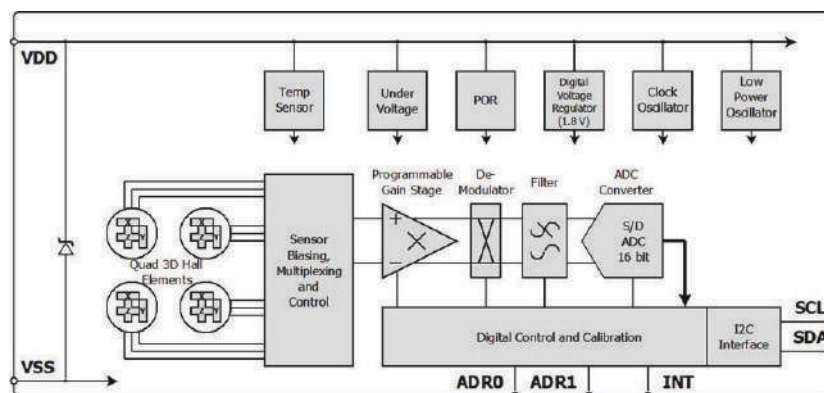 VDD
Temp
Sensor
Under
Voltage
POR
Digital
Voltage
Regulator
(1.8 V)
Clock
Oscillator
Low
Power
Oscillator
Programmable
Gain Stage
De-
Modulator
Filter
ADC
Converter
Quad 3D Hall
Elements
Sensor
Biasing,
Multiplexing
and
Control
S/D
ADC
16 bit
Digital Control and Calibration
I2C
Interface
SCL
SDA
VSS
ADR0
ADR1
INT